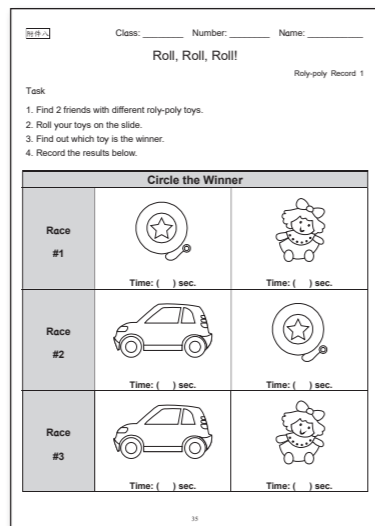 附件八
Class: ________ Number: ________ Name: ___________
Roll, Roll, Roll!
Roly-poly Record 1
Task
1. Find 2 friends with different roly-poly toys.
2. Roll your toys on the slide.
3. Find out which toy is the winner.
4. Record the results below.
Circle the Winner
Race
#1
Time: ( ) sec. Time: ( ) sec.
Race
#2
Time: ( ) sec. Time: ( ) sec.
Race
#3
Time: ( ) sec. Time: ( ) sec.
35